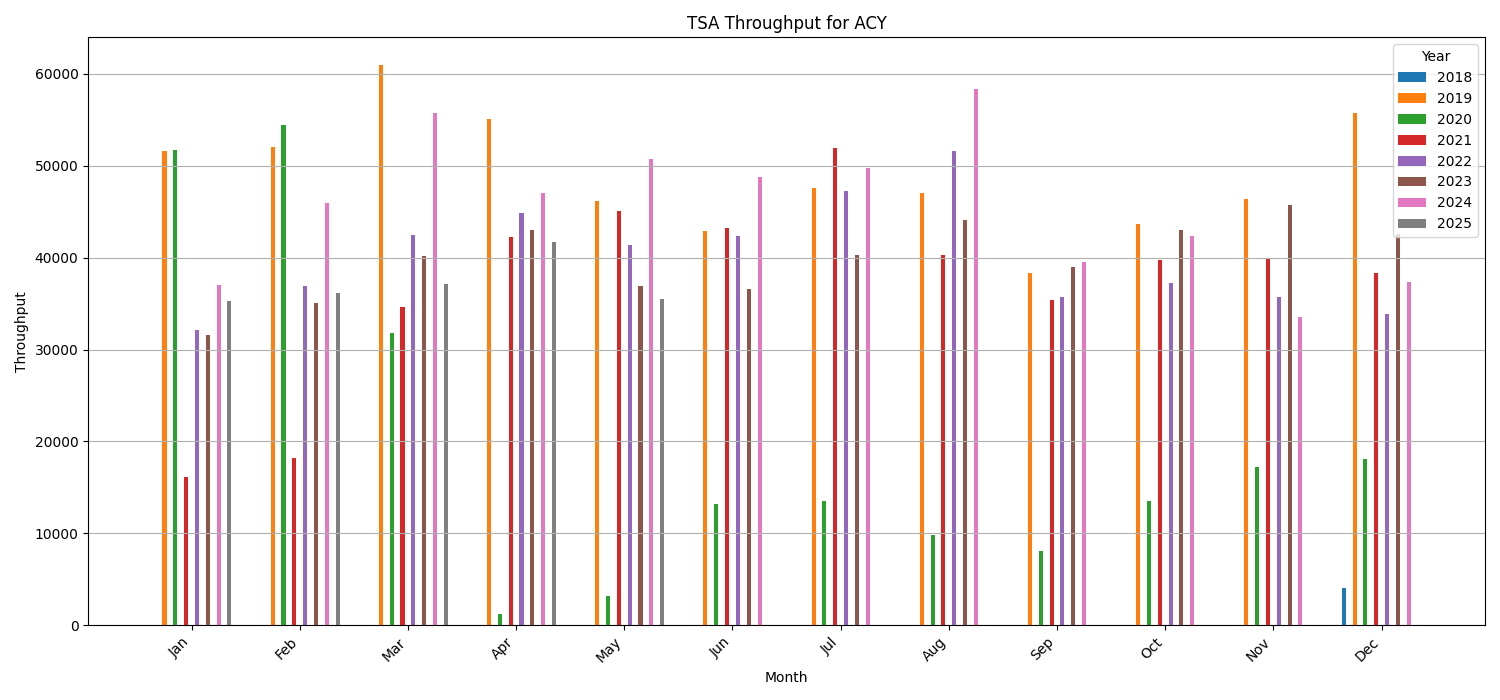 TSA Throughput for ACY
Year
2018
2019
2020
2021
2022
2023
2024
2025
Throughput
60000
50000
40000
30000
20000
10000
0
Jan
Feb
Mar
Apr
May
Jun
Jul
Aug
Sep
Oct
Nov
Dec
Month